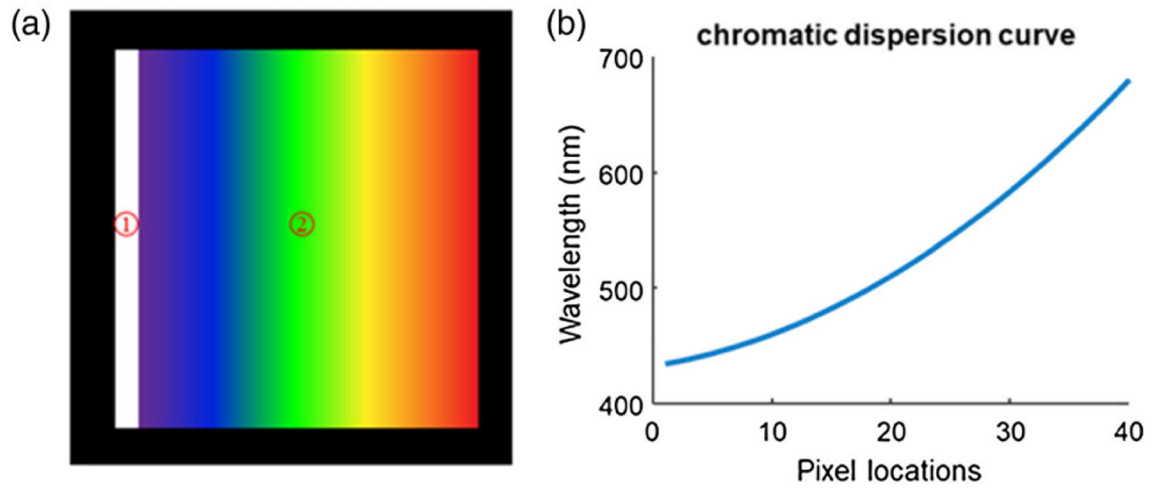 (a)
①
②
(b)
chromatic dispersion curve
Wavelength (nm)
700
600
500
400
0 10 20 30 40
Pixel locations